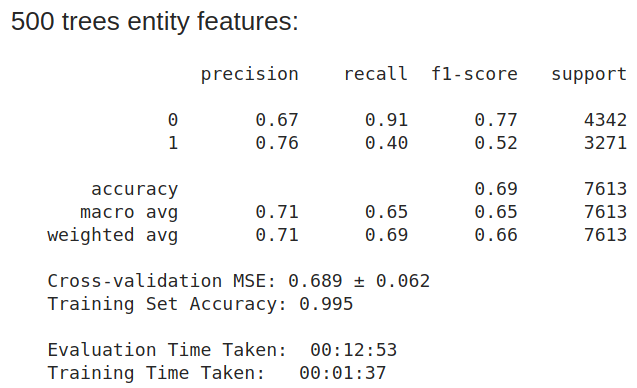 500 trees entity features:
precision recall f1-score support
0 0.67 0.91 0.77 4342
1 0.76 0.40 0.52 3271
accuracy 0.69 7613
macro avg 0.71 0.65 0.65 7613
weighted avg 0.71 0.69 0.66 7613
Cross-validation MSE: 0.689 ± 0.062
Training Set Accuracy: 0.995
Evaluation Time Taken: 00:12:53
Training Time Taken: 00:01:37